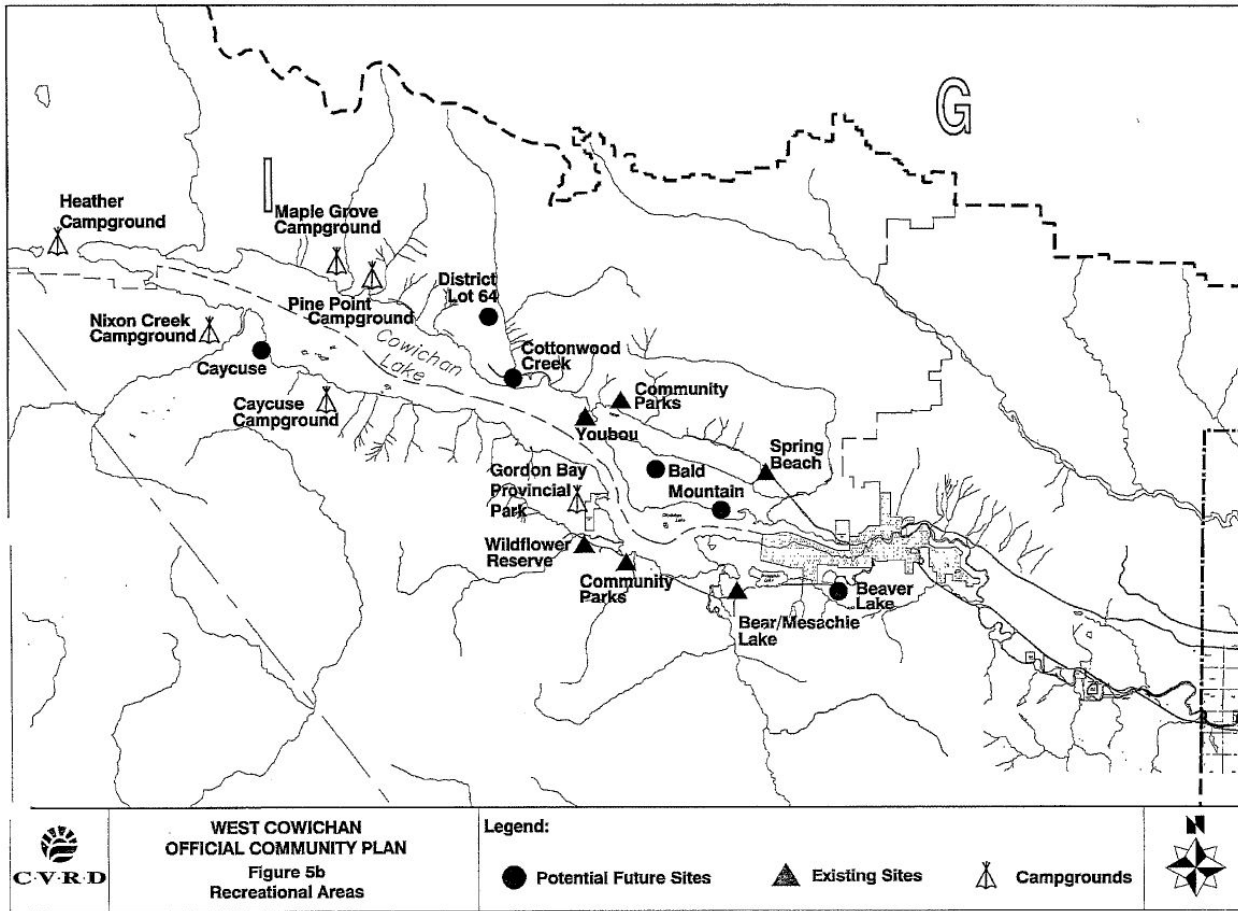 G
I
Heather
Campground
Maple Grove
Campground
District
Lot 64
Pine Point
Campground
Nixon Creek
Campground
Cowichan
Lake
Caycuse
Cottonwood
Creek
Caycuse
Campground
Community
Parks
Youbou
Spring
Beach
Bald
Mountain
Gordon Bay
Provincial
Park
Wildflower
Reserve
Community
Parks
Beaver
Lake
Bear/Mesachie
Lake
C·V·R·D
WEST COWICHAN
OFFICIAL COMMUNITY PLAN
Figure 5b
Recreational Areas
Legend:
Potential Future Sites
Existing Sites
Campgrounds
N